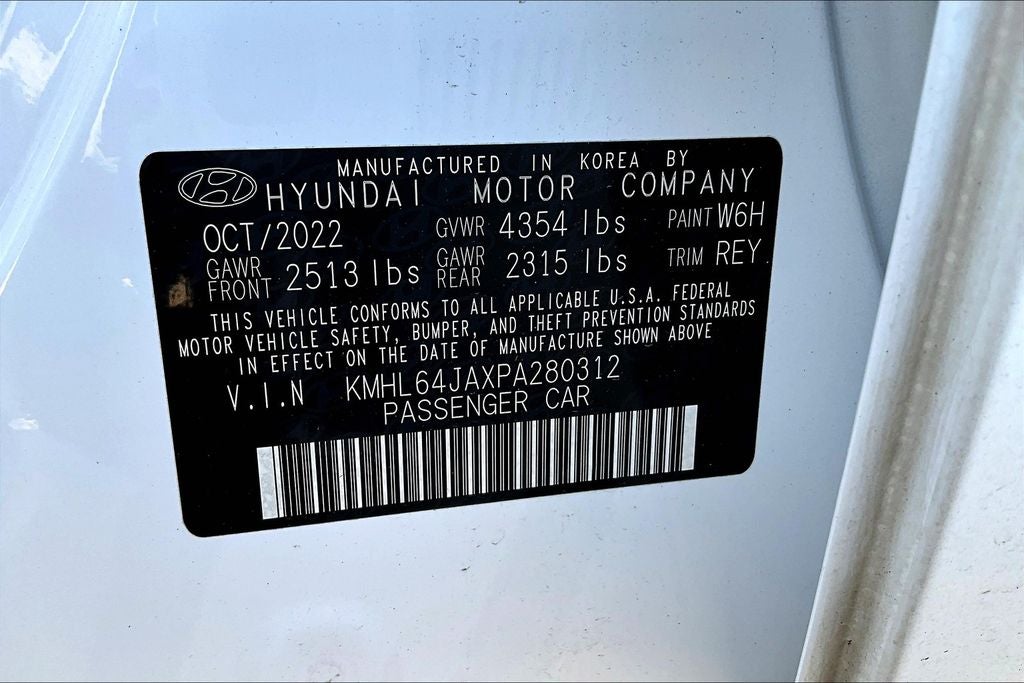 MANUFACTURED IN KOREA BY
HYUNDAI MOTOR COMPANY
OCT/2022 GVWR 4354 lbs PAINT W6H
GAWR FRONT 2513 lbs GAWR REAR 2315 lbs TRIM REY
THIS VEHICLE CONFORMS TO ALL APPLICABLE U.S.A. FEDERAL
MOTOR VEHICLE SAFETY, BUMPER, AND THEFT PREVENTION STANDARDS
IN EFFECT ON THE DATE OF MANUFACTURE SHOWN ABOVE
V.I.N KMHL64JAXPA280312
PASSENGER CAR